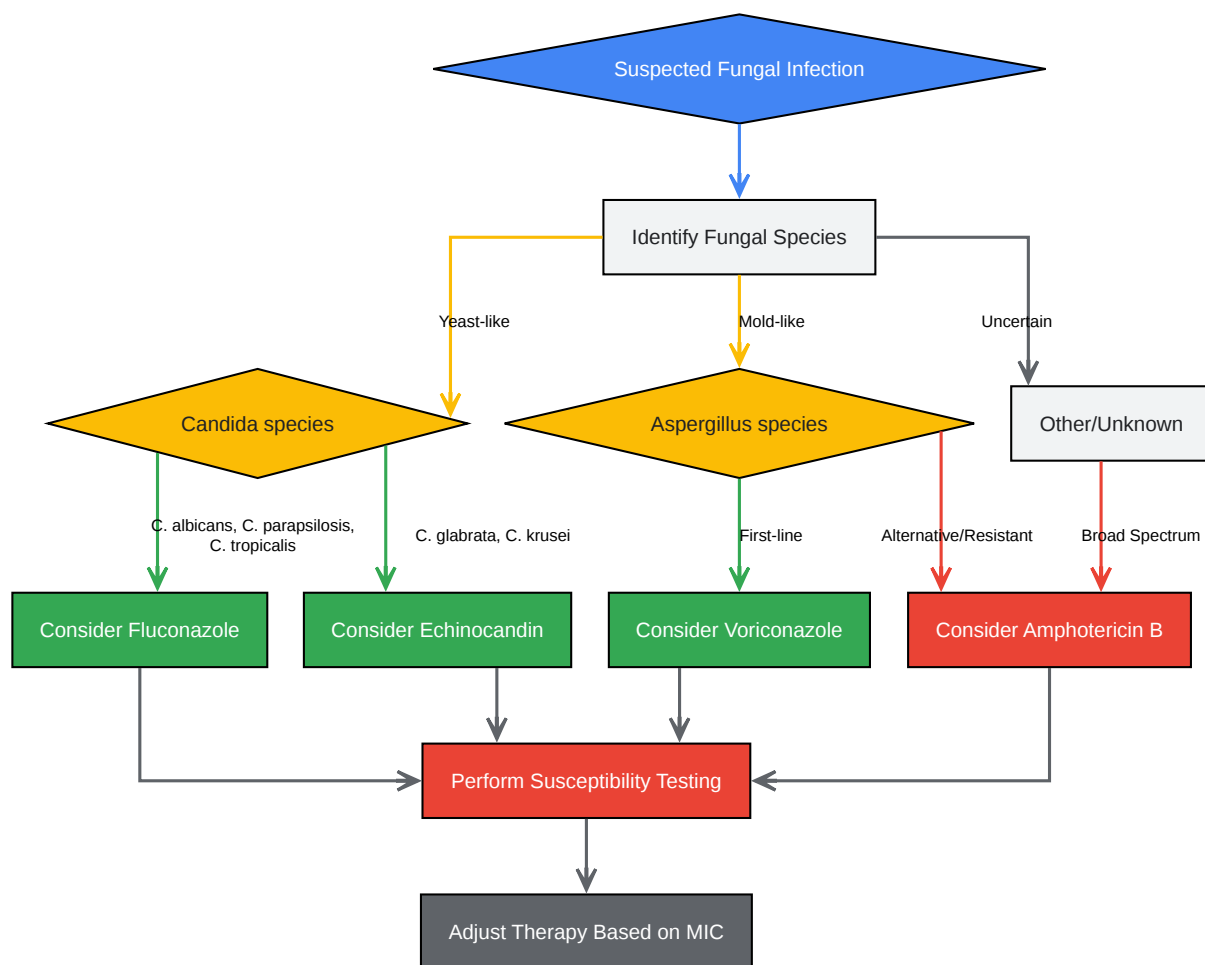 Suspected Fungal Infection
Identify Fungal Species
Yeast-like
Mold-like
Uncertain
Candida species
Aspergillus species
Other/Unknown
C. albicans, C. parapsilosis,
C. tropicalis
C. glabrata, C. krusei
First-line
Alternative/Resistant
Broad Spectrum
Consider Fluconazole
Consider Echinocandin
Consider Voriconazole
Consider Amphotericin B
Perform Susceptibility Testing
Adjust Therapy Based on MIC